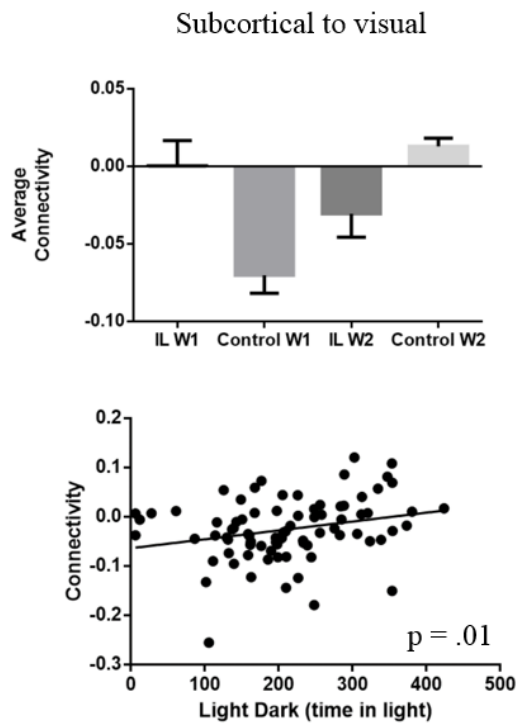 Subcortical to visual
Average
Connectivity
0.05
0.00
-0.05
-0.10
IL W1
Control W1
IL W2
Control W2
Connectivity
0.2
0.1
0.0
-0.1
-0.2
-0.3
p = .01
0
100
200
300
400
500
Light Dark (time in light)